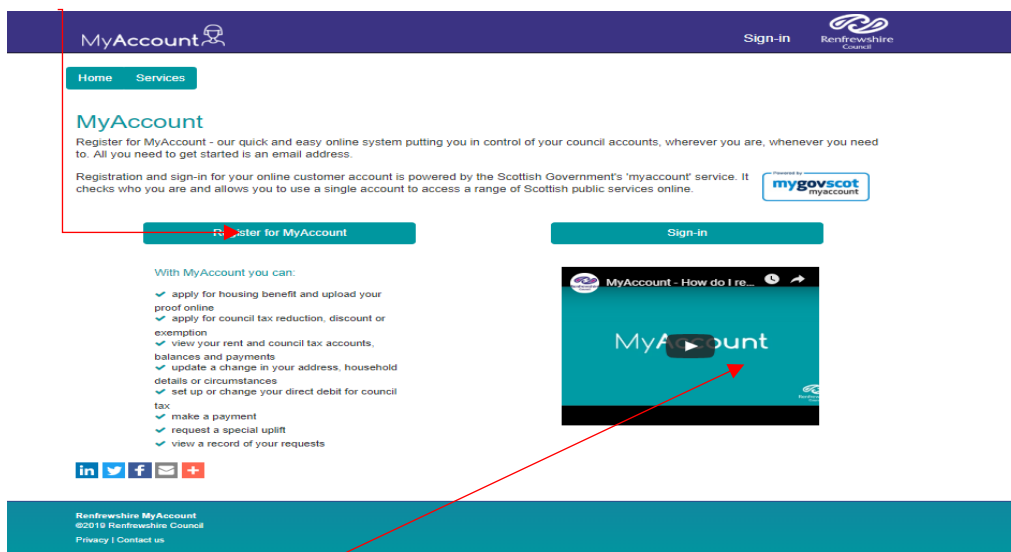 MyAccount
Sign-in
Renfrewshire
Council
Home Services
MyAccount
Register for MyAccount - our quick and easy online system putting you in control of your council accounts, wherever you are, whenever you need
to. All you need to get started is an email address.
Registration and sign-in for your online customer account is powered by the Scottish Government's 'myaccount' service. It
checks who you are and allows you to use a single account to access a range of Scottish public services online.
Powered by
mygovscot
myaccount
Register for MyAccount
Sign-in
With MyAccount you can:
apply for housing benefit and upload your
proof online
apply for council tax reduction, discount or
exemption
view your rent and council tax accounts,
balances and payments
update a change in your address, household
details or circumstances
set up or change your direct debit for council
tax
make a payment
request a special uplift
view a record of your requests
MyAccount - How do I re...
MyAccount
in f
Renfrewshire MyAccount
©2019 Renfrewshire Council
Privacy | Contact us